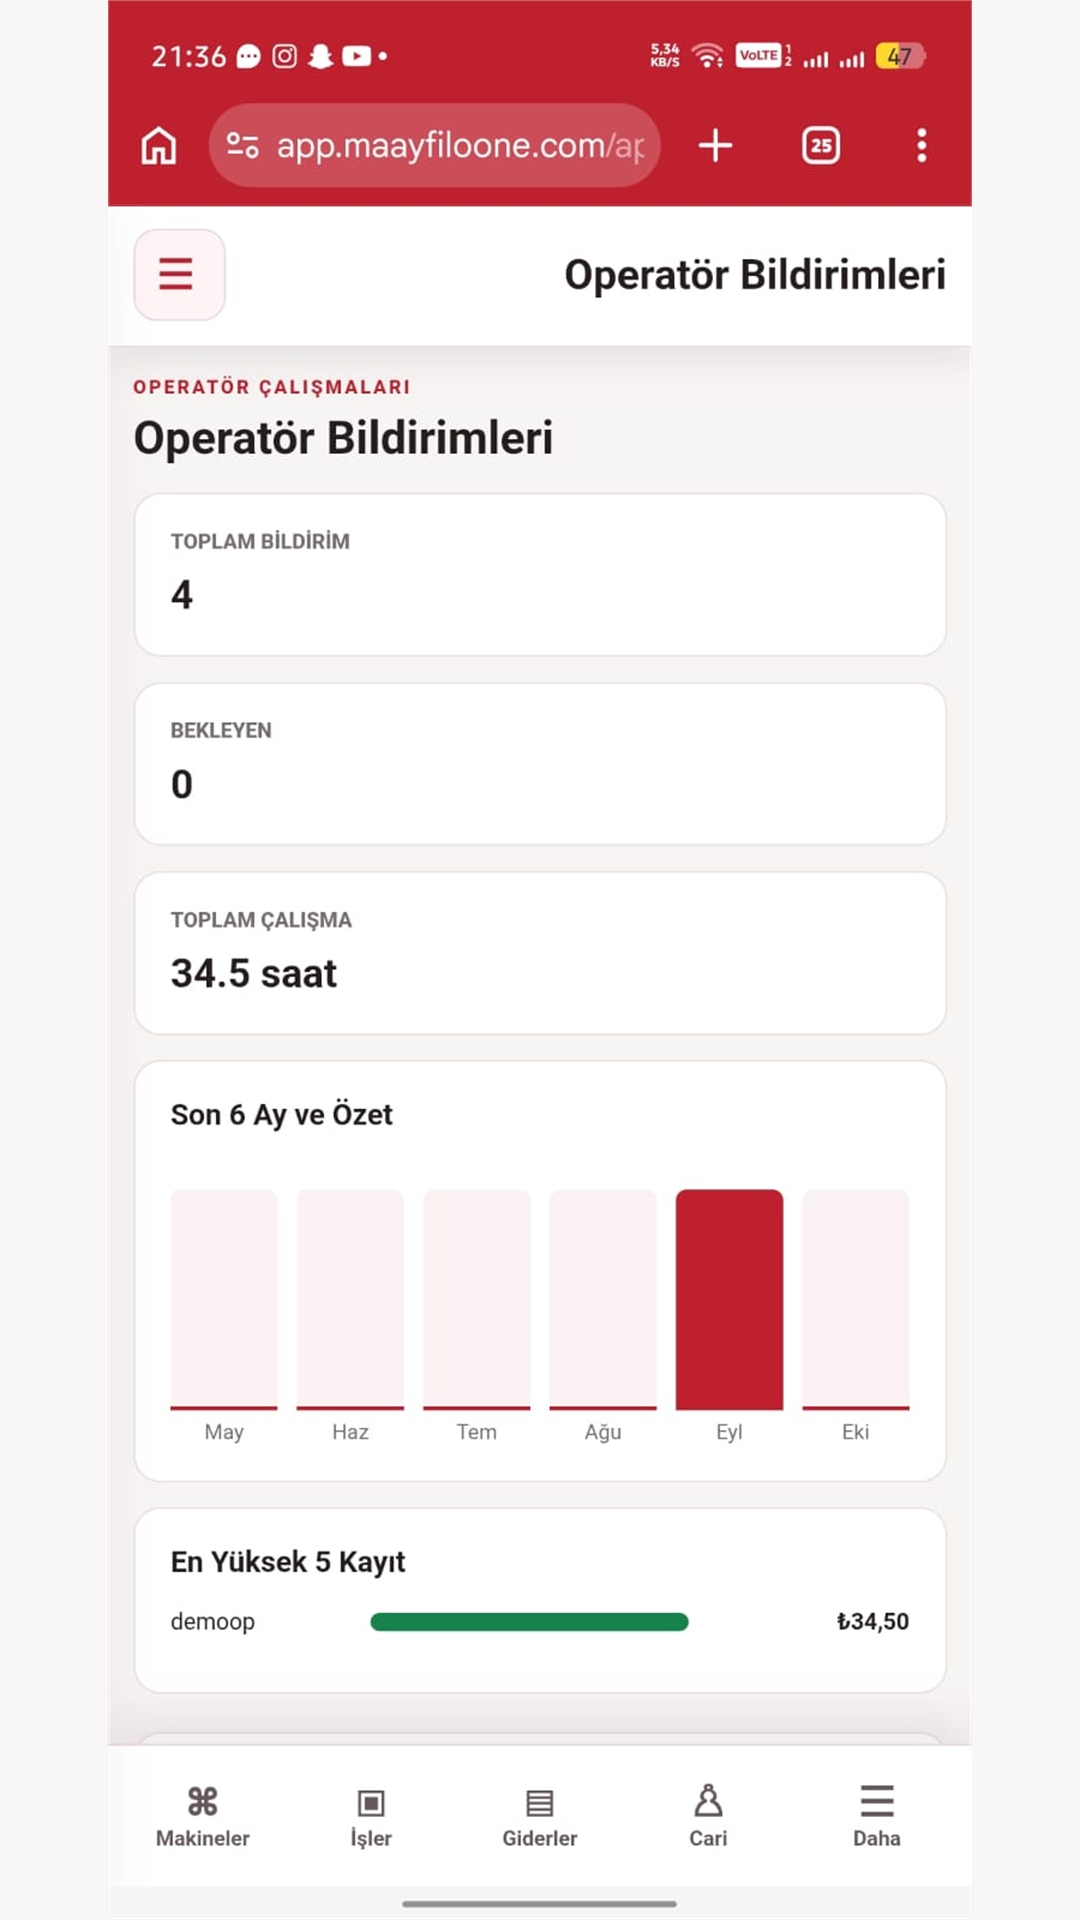 21:36
5,34 KB/S
VoLTE 1 2
47
app.maayfiloone.com/ap
25
Operatör Bildirimleri
OPERATÖR ÇALIŞMALARI
Operatör Bildirimleri
TOPLAM BİLDİRİM
4
BEKLEYEN
0
TOPLAM ÇALIŞMA
34.5 saat
Son 6 Ay ve Özet
May Haz Tem Ağu Eyl Eki
En Yüksek 5 Kayıt
demoop ₺34,50
Makineler İşler Giderler Cari Daha